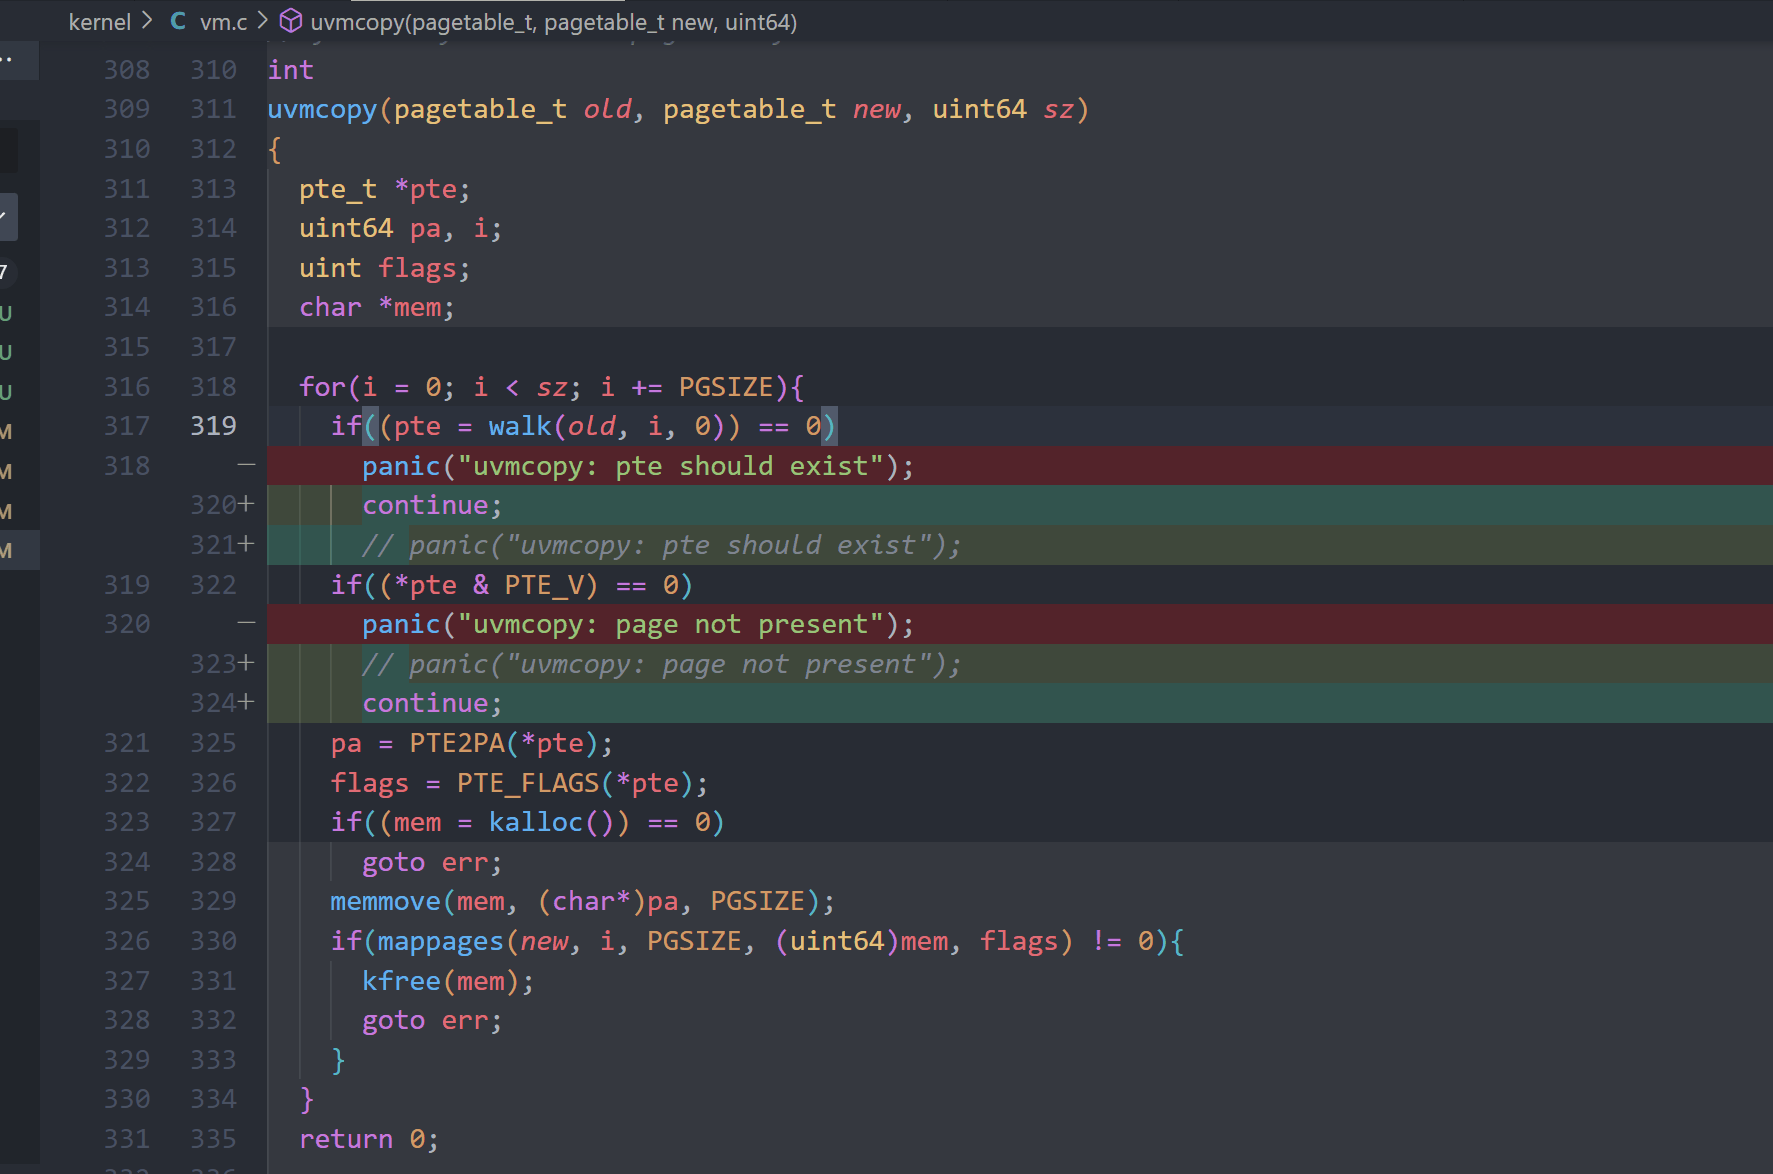 kernel > C vm.c > uvmcopy(pagetable_t, pagetable_t new, uint64)
308 310 int
309 311 uvmcopy(pagetable_t old, pagetable_t new, uint64 sz)
310 312 {
311 313 pte_t *pte;
312 314 uint64 pa, i;
313 315 uint flags;
314 316 char *mem;
315 317
316 318 for(i = 0; i < sz; i += PGSIZE){
317 319 if((pte = walk(old, i, 0)) == 0)
318 — panic("uvmcopy: pte should exist");
320+ continue;
321+ // panic("uvmcopy: pte should exist");
319 322 if((*pte & PTE_V) == 0)
320 — panic("uvmcopy: page not present");
323+ // panic("uvmcopy: page not present");
324+ continue;
321 325 pa = PTE2PA(*pte);
322 326 flags = PTE_FLAGS(*pte);
323 327 if((mem = kalloc()) == 0)
324 328 goto err;
325 329 memmove(mem, (char*)pa, PGSIZE);
326 330 if(mappages(new, i, PGSIZE, (uint64)mem, flags) != 0){
327 331 kfree(mem);
328 332 goto err;
329 333 }
330 334 }
331 335 return 0;
7
U
U
U
M
M
M
M